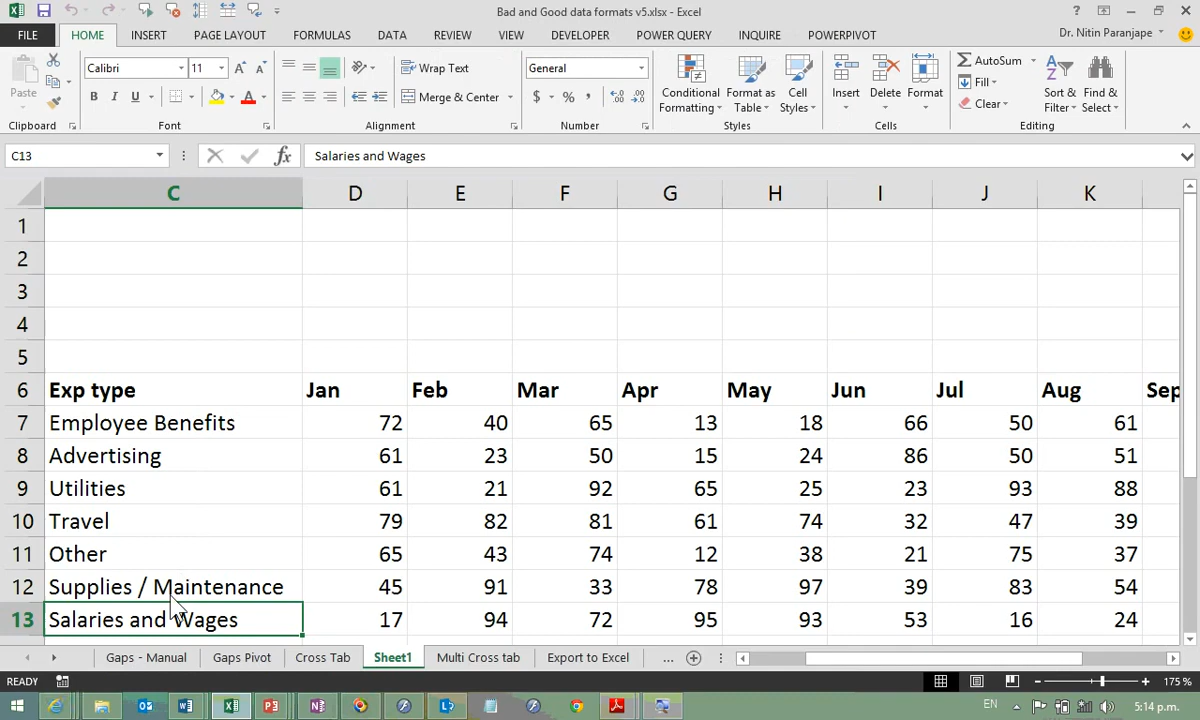 Bad and Good data formats v5.xlsx - Excel
FILE HOME INSERT PAGE LAYOUT FORMULAS DATA REVIEW VIEW DEVELOPER POWER QUERY INQUIRE POWERPIVOT Dr. Nitin Paranjape
Paste
Calibri 11
Wrap Text
General
Conditional Formatting
Format as Table
Cell Styles
Insert Delete Format
AutoSum
Fill
Clear
Sort & Filter
Find & Select
B I U
Merge & Center
$ % ,
Clipboard Font Alignment Number Styles Cells Editing
C13 fx Salaries and Wages
C D E F G H I J K
1
2
3
4
5
6 Exp type Jan Feb Mar Apr May Jun Jul Aug Sep
7 Employee Benefits 72 40 65 13 18 66 50 61
8 Advertising 61 23 50 15 24 86 50 51
9 Utilities 61 21 92 65 25 23 93 88
10 Travel 79 82 81 61 74 32 47 39
11 Other 65 43 74 12 38 21 75 37
12 Supplies / Maintenance 45 91 33 78 97 39 83 54
13 Salaries and Wages 17 94 72 95 93 53 16 24
Gaps - Manual Gaps Pivot Cross Tab Sheet1 Multi Cross tab Export to Excel ...
READY 175 %
EN 5:14 p.m.